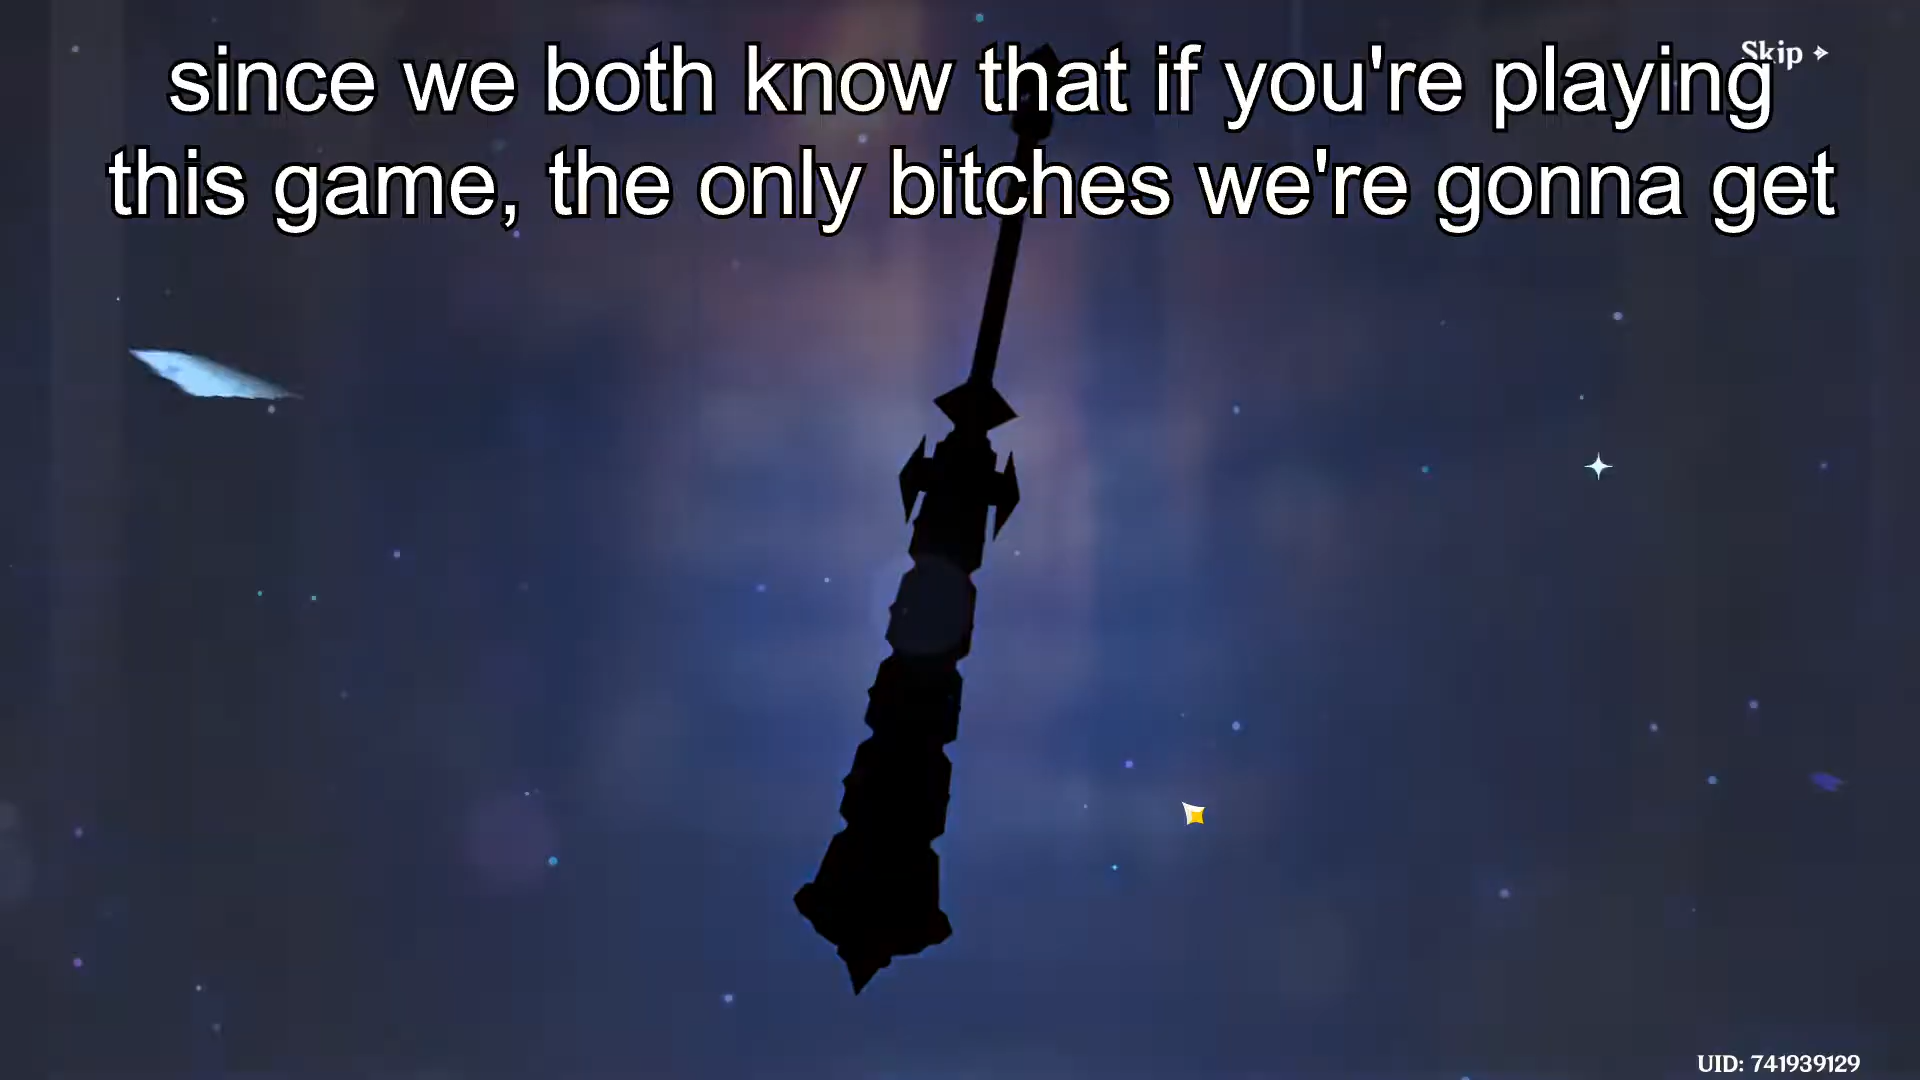 Skip
since we both know that if you're playing
this game, the only bitches we're gonna get
UID: 741939129